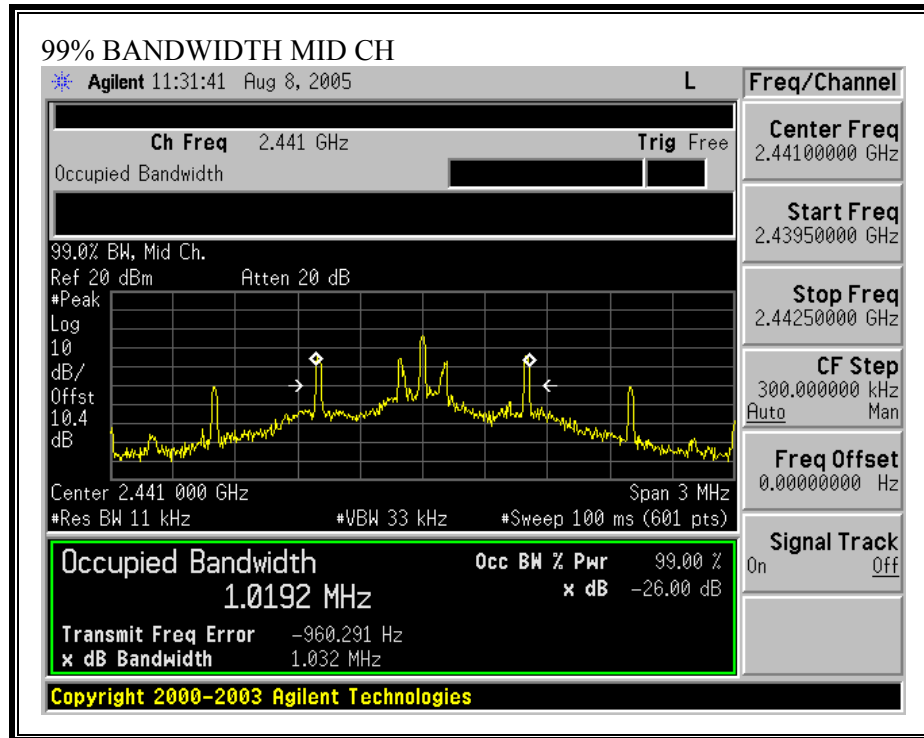 99% BANDWIDTH MID CH
Agilent 11:31:41 Aug 8, 2005 L
Ch Freq 2.441 GHz Trig Free
Occupied Bandwidth
99.0% BW, Mid Ch.
Ref 20 dBm Atten 20 dB
#Peak
Log
10
dB/
Offst
10.4
dB
Center 2.441 000 GHz Span 3 MHz
#Res BW 11 kHz #VBW 33 kHz #Sweep 100 ms (601 pts)
Occupied Bandwidth
1.0192 MHz
Occ BW % Pwr 99.00 %
x dB -26.00 dB
Transmit Freq Error -960.291 Hz
x dB Bandwidth 1.032 MHz
Copyright 2000-2003 Agilent Technologies
Freq/Channel
Center Freq
2.44100000 GHz
Start Freq
2.43950000 GHz
Stop Freq
2.44250000 GHz
CF Step
300.000000 kHz
Auto Man
Freq Offset
0.00000000 Hz
Signal Track
On Off